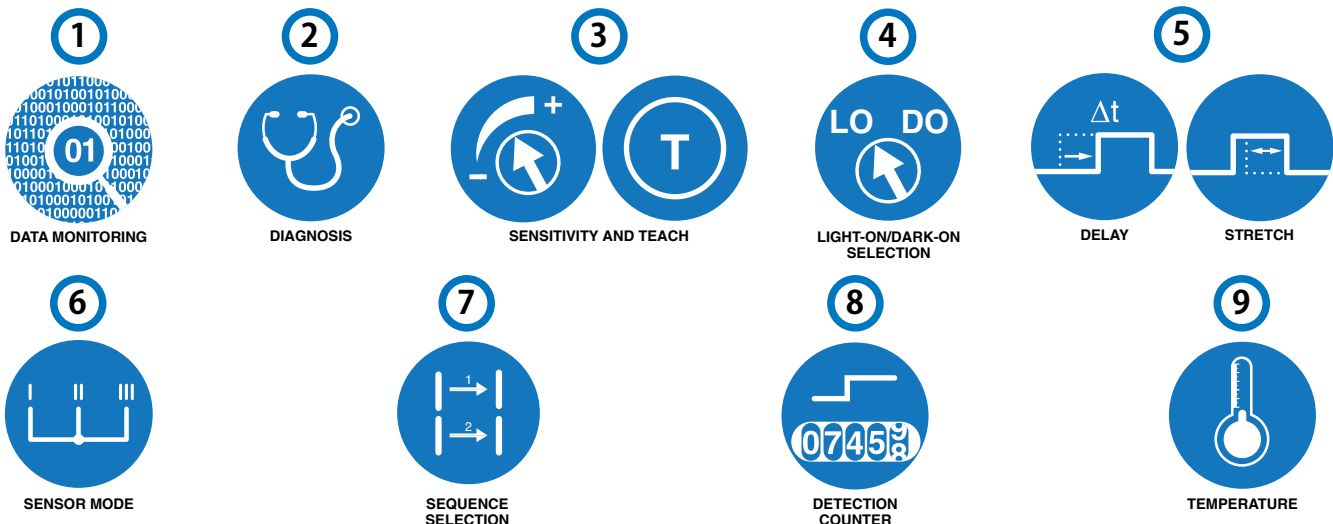 1
2
3
4
5
01
+
-
T
LO DO
Δt
DATA MONITORING
DIAGNOSIS
SENSITIVITY AND TEACH
LIGHT-ON/DARK-ON
SELECTION
DELAY
STRETCH
6
7
8
9
I II III
1
2
0745
SENSOR MODE
SEQUENCE
SELECTION
DETECTION
COUNTER
TEMPERATURE